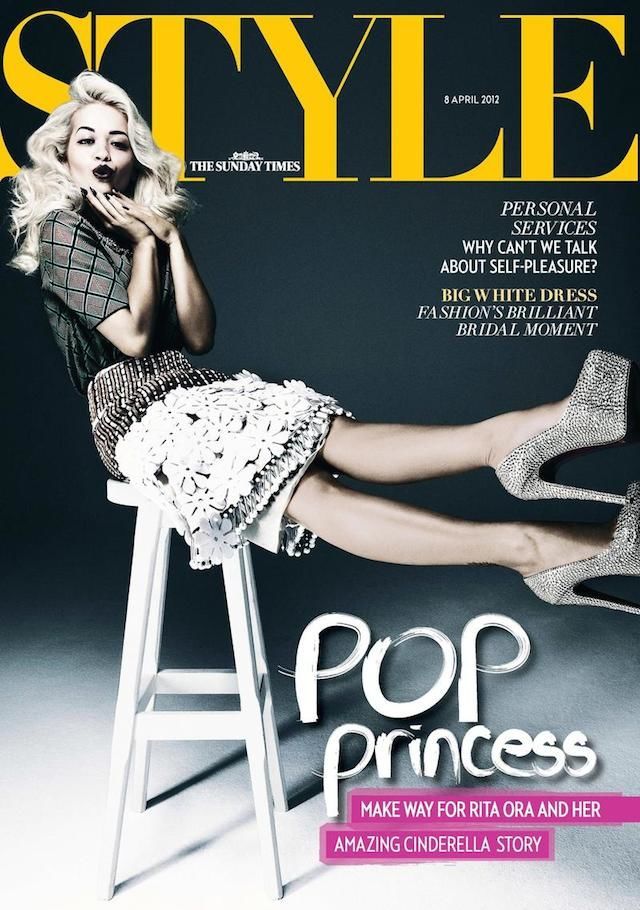 STYLE
8 APRIL 2012
THE SUNDAY TIMES
PERSONAL
SERVICES
WHY CAN'T WE TALK
ABOUT SELF-PLEASURE?
BIG WHITE DRESS
FASHION'S BRILLIANT
BRIDAL MOMENT
POP
princess
MAKE WAY FOR RITA ORA AND HER
AMAZING CINDERELLA STORY